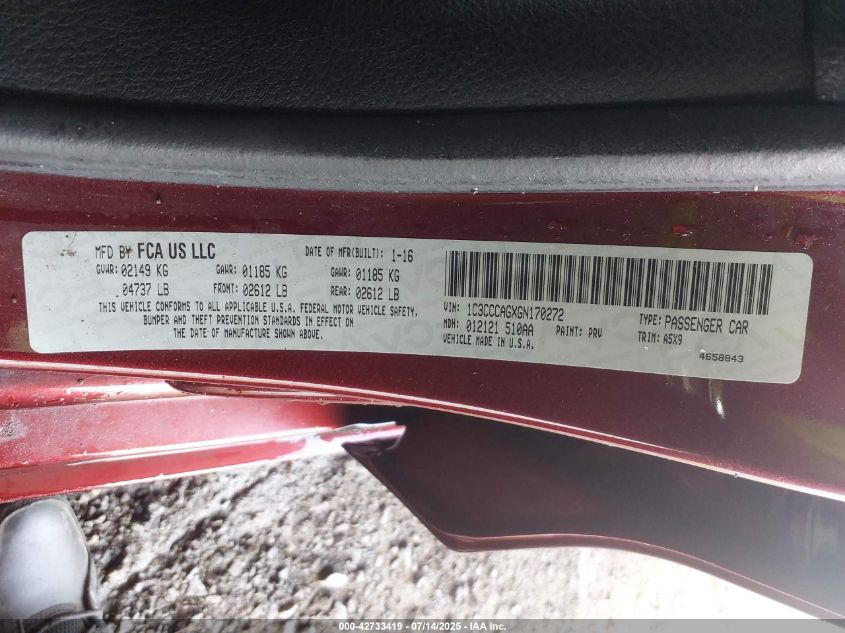 MFD BY FCA US LLC DATE OF MFR(BUILT): 1-16
GVWR: 02149 KG GAWR: 01185 KG GAWR: 01185 KG
04737 LB FRONT: 02612 LB REAR: 02612 LB
THIS VEHICLE CONFORMS TO ALL APPLICABLE U.S.A. FEDERAL MOTOR VEHICLE SAFETY,
BUMPER AND THEFT PREVENTION STANDARDS IN EFFECT ON
THE DATE OF MANUFACTURE SHOWN ABOVE.
VIN: 1C3CCCAGXGN170272 TYPE: PASSENGER CAR
MDH: 012121 510AA PAINT: PRV TRIM: A5X9
VEHICLE MADE IN U.S.A.
4658843
000-42733419 - 07/14/2025 - IAA Inc.